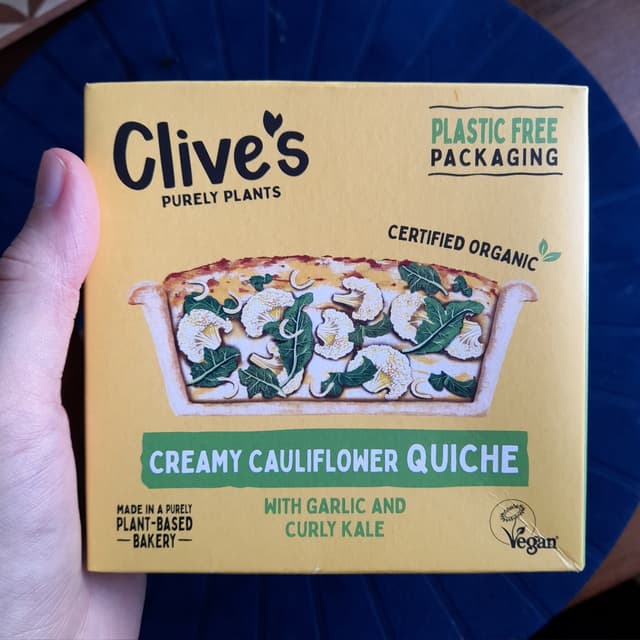 Clive's
PURELY PLANTS
PLASTIC FREE
PACKAGING
CERTIFIED ORGANIC
CREAMY CAULIFLOWER QUICHE
WITH GARLIC AND
CURLY KALE
MADE IN A PURELY
PLANT-BASED
BAKERY
Vegan